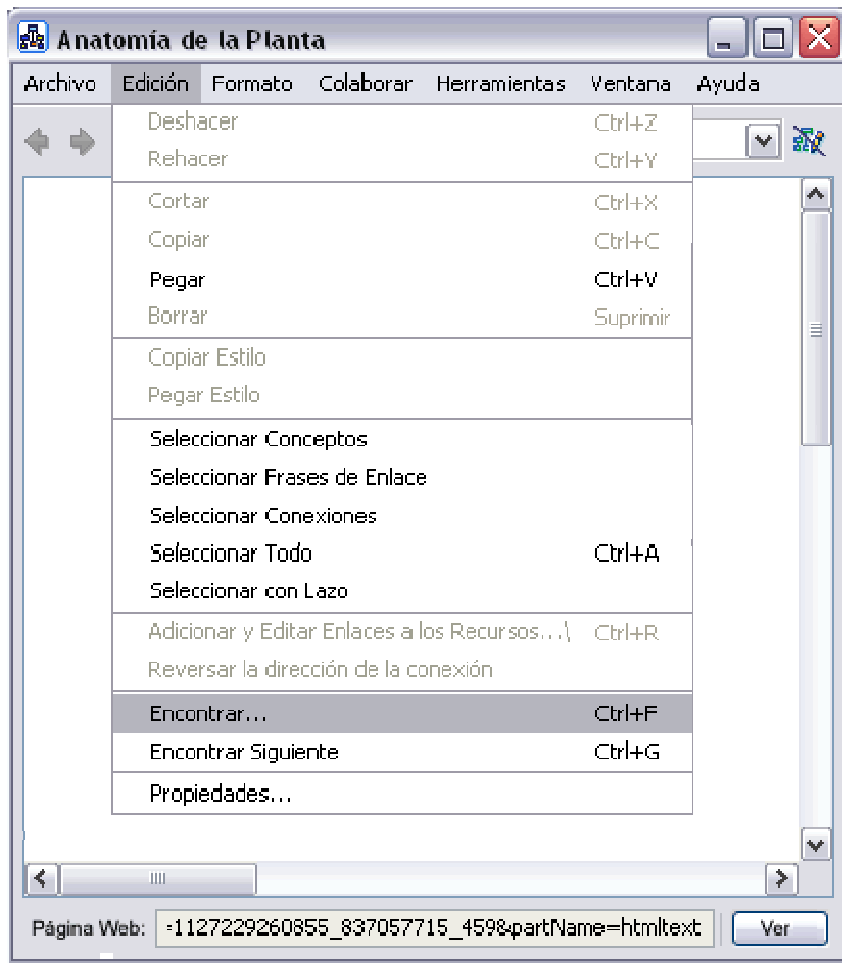 Anatomía de la Planta
Archivo Edición Formato Colaborar Herramientas Ventana Ayuda
Deshacer Ctrl+Z
Rehacer Ctrl+Y
Cortar Ctrl+X
Copiar Ctrl+C
Pegar Ctrl+V
Borrar Suprimir
Copiar Estilo
Pegar Estilo
Seleccionar Conceptos
Seleccionar Frases de Enlace
Seleccionar Conexiones
Seleccionar Todo Ctrl+A
Seleccionar con Lazo
Adicionar y Editar Enlaces a los Recursos...\ Ctrl+R
Reversar la dirección de la conexión
Encontrar... Ctrl+F
Encontrar Siguiente Ctrl+G
Propiedades...
Página Web: =1127229260855_837057715_459&partName=htmltext Ver